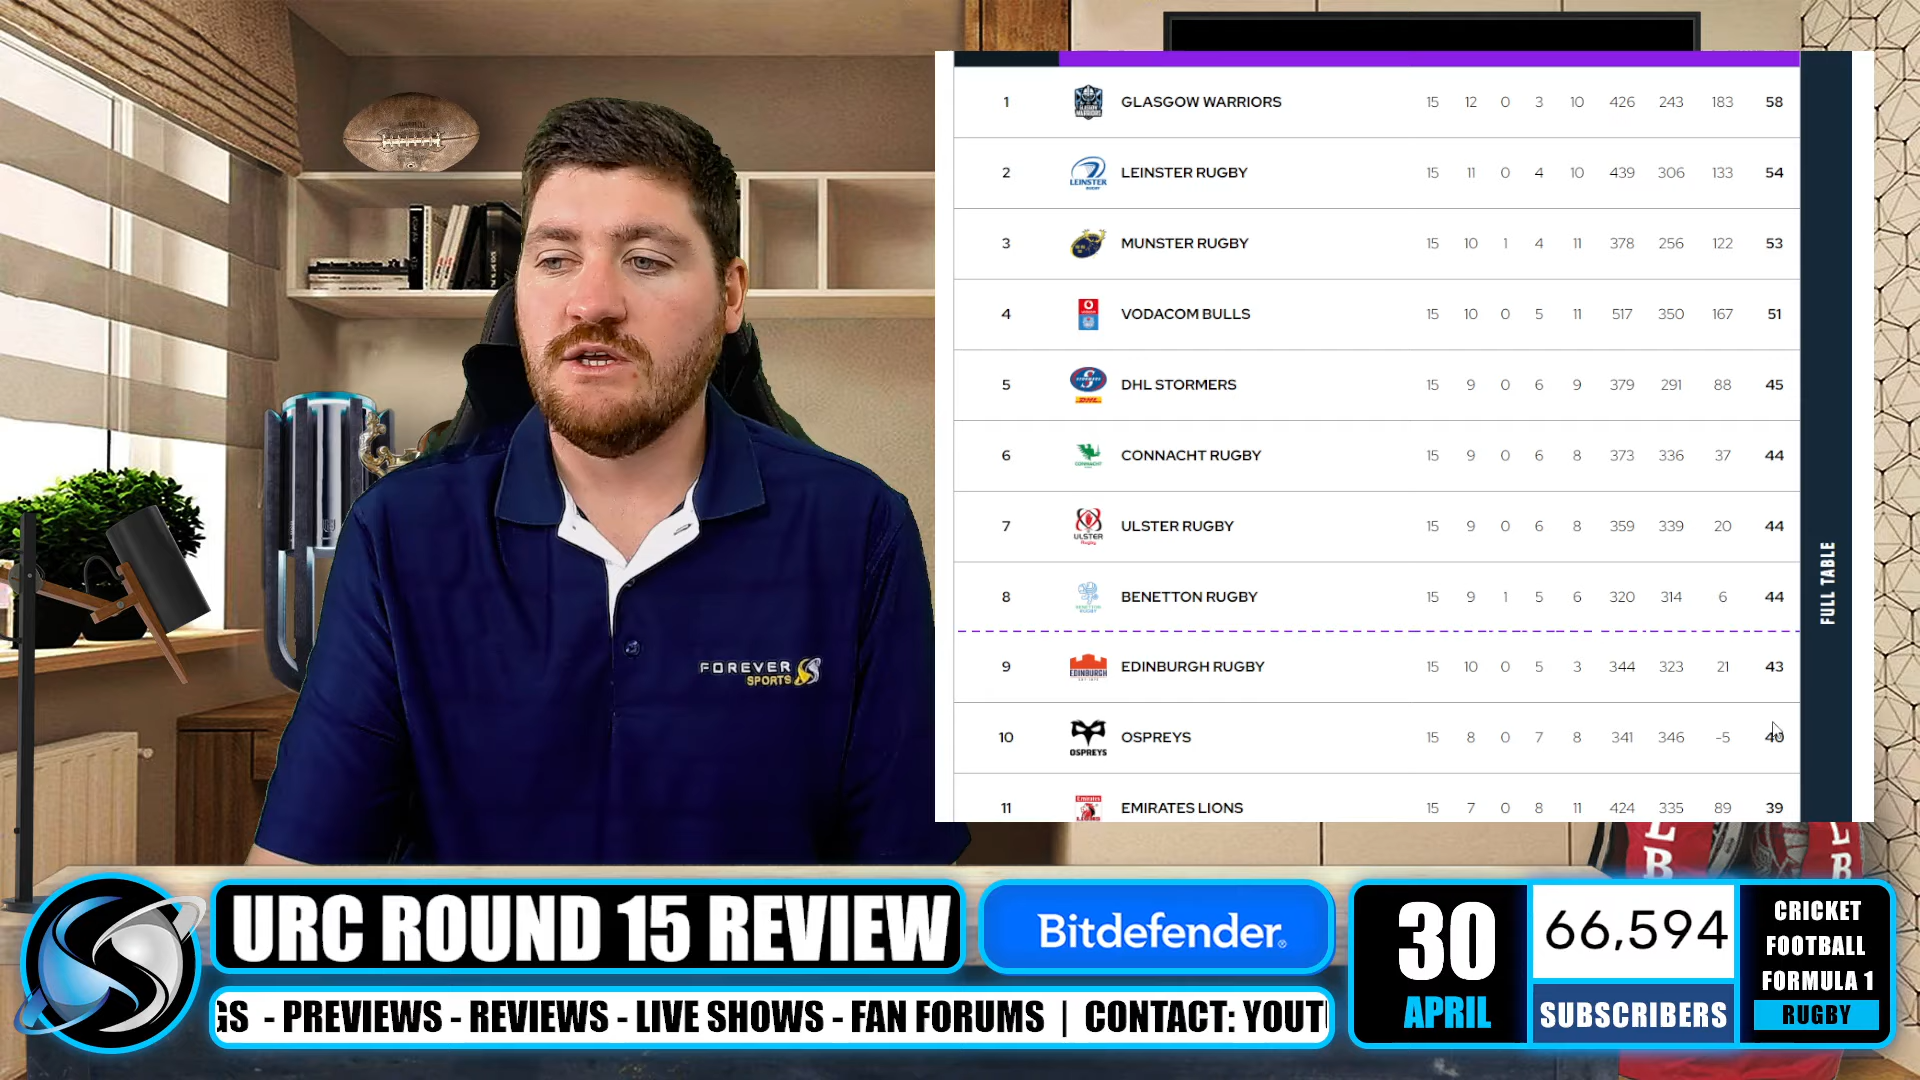 1 GLASGOW WARRIORS 15 12 0 3 10 426 243 183 58
2 LEINSTER RUGBY 15 11 0 4 10 439 306 133 54
3 MUNSTER RUGBY 15 10 1 4 11 378 256 122 53
4 VODACOM BULLS 15 10 0 5 11 517 350 167 51
5 DHL STORMERS 15 9 0 6 9 379 291 88 45
6 CONNACHT RUGBY 15 9 0 6 8 373 336 37 44
7 ULSTER RUGBY 15 9 0 6 8 359 339 20 44
8 BENETTON RUGBY 15 9 1 5 6 320 314 6 44
9 EDINBURGH RUGBY 15 10 0 5 3 344 323 21 43
10 OSPREYS 15 8 0 7 8 341 346 -5 40
11 EMIRATES LIONS 15 7 0 8 11 424 335 89 39
FULL TABLE
LEINSTER
DHL
ULSTER
Rugby
EDINBURGH
OSPREYS
FOREVER
SPORTS
L
B
L
B
URC ROUND 15 REVIEW
Bitdefender®
30
APRIL
66,594
SUBSCRIBERS
CRICKET
FOOTBALL
FORMULA 1
RUGBY
GS - PREVIEWS - REVIEWS - LIVE SHOWS - FAN FORUMS | CONTACT: YOUT